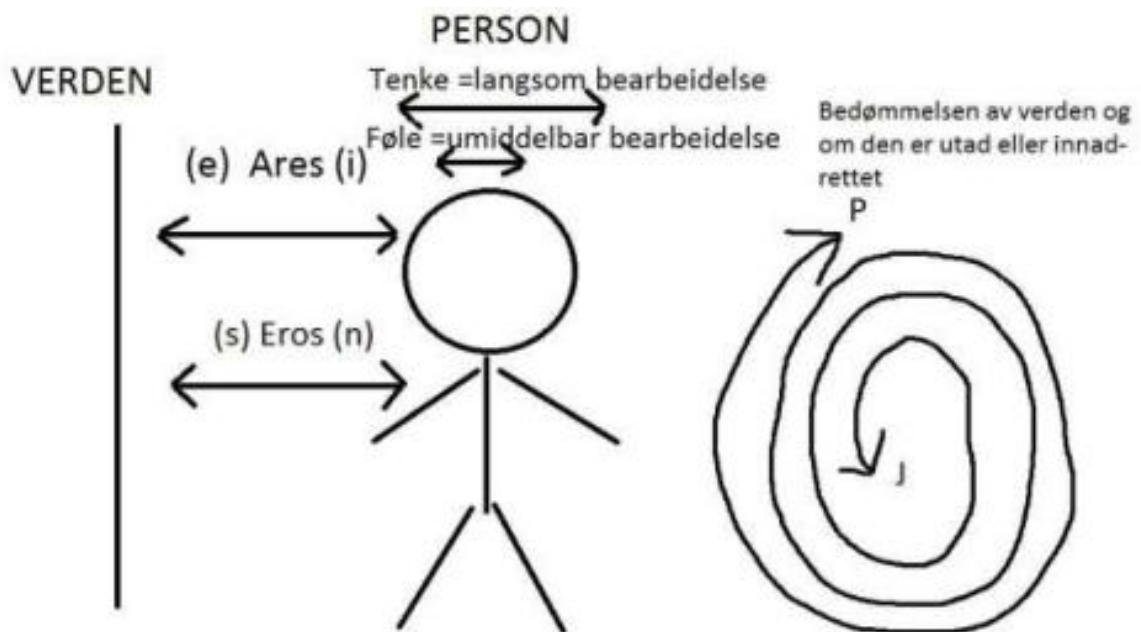 PERSON
VERDEN
Tenke =langsom bearbeidelse
Føle =umiddelbar bearbeidelse
(e) Ares (i)
(s) Eros (n)
Bedømmelsen av verden og
om den er utad eller innad-
rettet
P
J